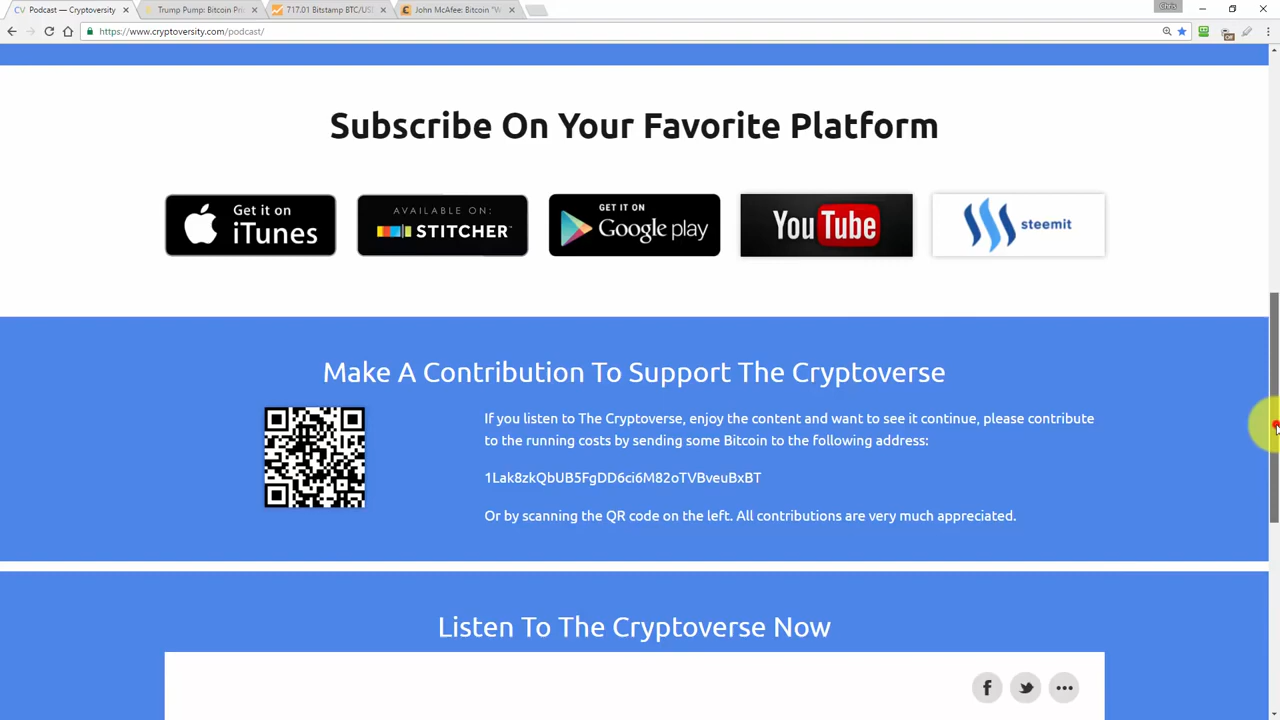 Podcast — Cryptoversity
Trump Pump: Bitcoin Pri
717.01 Bitstamp BTC/US
John McAfee: Bitcoin "W
Chris
https://www.cryptoversity.com/podcast/
Subscribe On Your Favorite Platform
Get it on
iTunes
AVAILABLE ON:
STITCHER
GET IT ON
Google play
YouTube
steemit
Make A Contribution To Support The Cryptoverse
If you listen to The Cryptoverse, enjoy the content and want to see it continue, please contribute
to the running costs by sending some Bitcoin to the following address:
1Lak8zkQbUB5FgDD6ci6M82oTVBveuBxBT
Or by scanning the QR code on the left. All contributions are very much appreciated.
Listen To The Cryptoverse Now